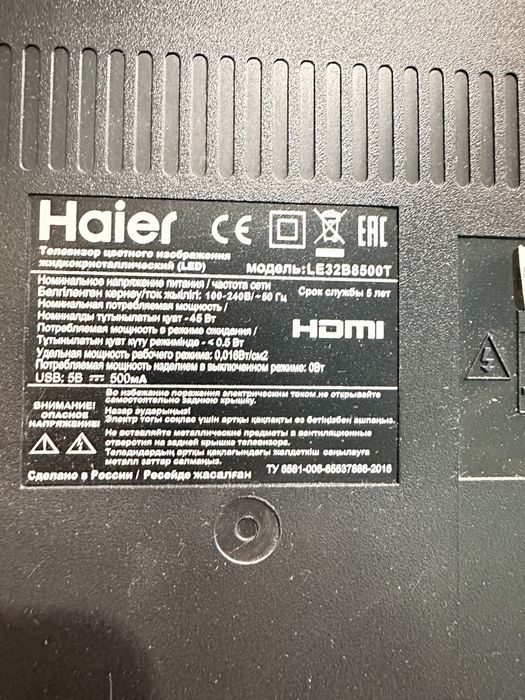 Haier
CE
EAC
Телевизор цветного изображения
жидкокристаллический (LED)
модель:LE32B8500T
Номинальное напряжение питания / частота сети
Белгіленген кернеу/ток жиілігі: 100-240В/~50 Гц
Срок службы 5 лет
Номинальная потребляемая мощность /
Номиналды тутынылатын қуат - 45 Вт
Потребляемая мощность в режиме ожидания /
Тутынылатын қуат күту режимінде - < 0,5 Вт
HDMI
Удельная мощность рабочего режима: 0,016Вт/см2
Потребляемая мощность изделием в выключенном режиме: 0Вт
USB: 5В 500мА
ВНИМАНИЕ!
ОПАСНОЕ
НАПРЯЖЕНИЕ!
Во избежание поражения электрическим током,не открывайте
самостоятельно заднюю крышку.
Назар аударыңыз!
Электр тогы соқпас үшін артқы қақпақты өз бетіңізбен ашпаңыз.
Не вставляйте металлические предметы в вентиляционные
отверстия на задней крышке телевизора.
Теледидардың артқы қақпағындағы желдеткіш саңылауға
металл заттар салмаңыз.
Сделано в России / Ресейде жасалған
ТУ 6581-006-65537686-2016